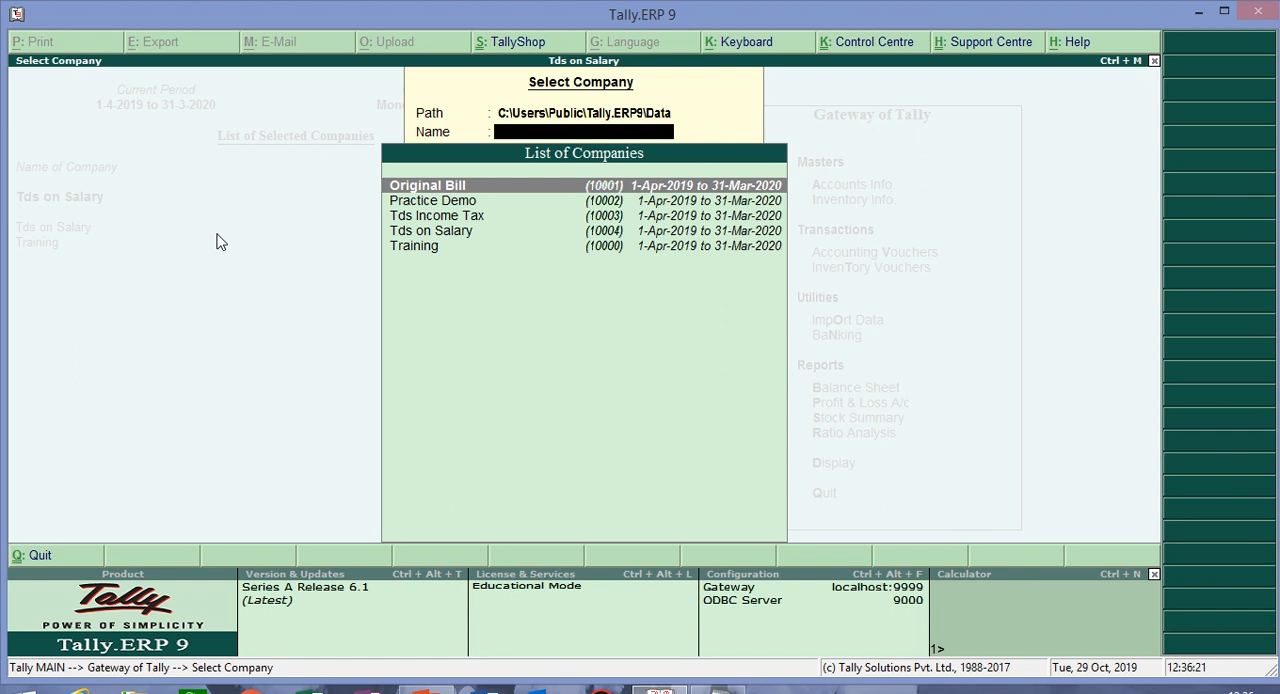 Tally.ERP 9
P: Print
E: Export
M: E-Mail
O: Upload
S: TallyShop
G: Language
K: Keyboard
K: Control Centre
H: Support Centre
H: Help
Select Company
Tds on Salary
Ctrl + M
Current Period
1-4-2019 to 31-3-2020
List of Selected Companies
Name of Company
Tds on Salary
Tds on Salary
Training
Select Company
Path : C:\Users\Public\Tally.ERP9\Data
Name :
List of Companies
Original Bill (10001) 1-Apr-2019 to 31-Mar-2020
Practice Demo (10002) 1-Apr-2019 to 31-Mar-2020
Tds Income Tax (10003) 1-Apr-2019 to 31-Mar-2020
Tds on Salary (10004) 1-Apr-2019 to 31-Mar-2020
Training (10000) 1-Apr-2019 to 31-Mar-2020
Gateway of Tally
Masters
Accounts Info.
Inventory Info.
Transactions
Accounting Vouchers
InvenTory Vouchers
Utilities
ImpOrt Data
BaNking
Reports
Balance Sheet
Profit & Loss A/c
Stock Summary
Ratio Analysis
Display
Quit
Q: Quit
Product
Tally
POWER OF SIMPLICITY
Tally.ERP 9
Version & Updates Ctrl + Alt + T
Series A Release 6.1
(Latest)
License & Services Ctrl + Alt + L
Educational Mode
Configuration Ctrl + Alt + F
Gateway localhost:9999
ODBC Server 9000
Calculator Ctrl + N
1>
Tally MAIN --> Gateway of Tally --> Select Company
(c) Tally Solutions Pvt. Ltd., 1988-2017
Tue, 29 Oct, 2019
12:36:21